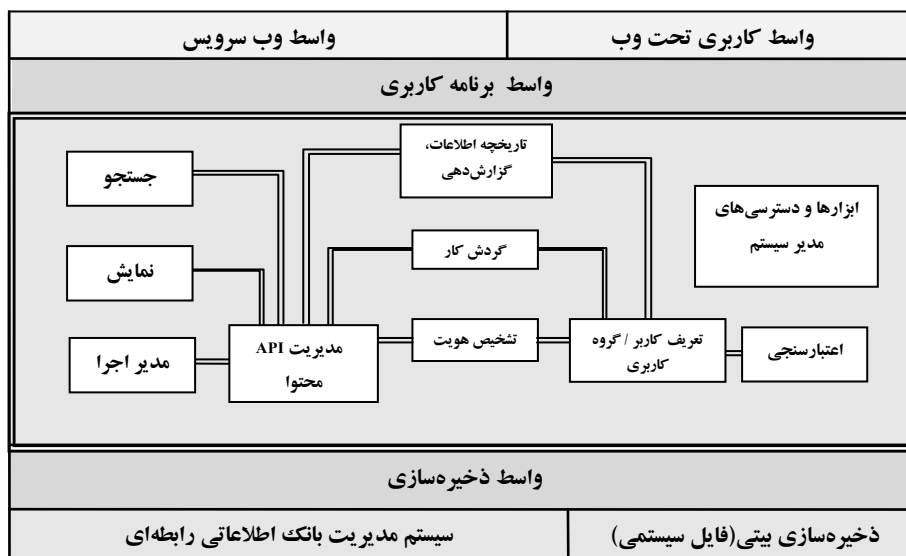 واسط کاربری تحت وب
واسط وب سرویس
واسط برنامه کاربری
تاریخچه اطلاعات،
گزارش‌دهی
جستجو
ابزارها و دسترسی‌های
مدیر سیستم
گردش کار
نمایش
تشخیص هویت
تعریف کاربر / گروه
کاربری
اعتبارسنجی
مدیریت API
محتوا
مدیر اجرا
واسط ذخیره‌سازی
ذخیره‌سازی بیتی(فایل سیستمی)
سیستم مدیریت بانک اطلاعاتی رابطه‌ای